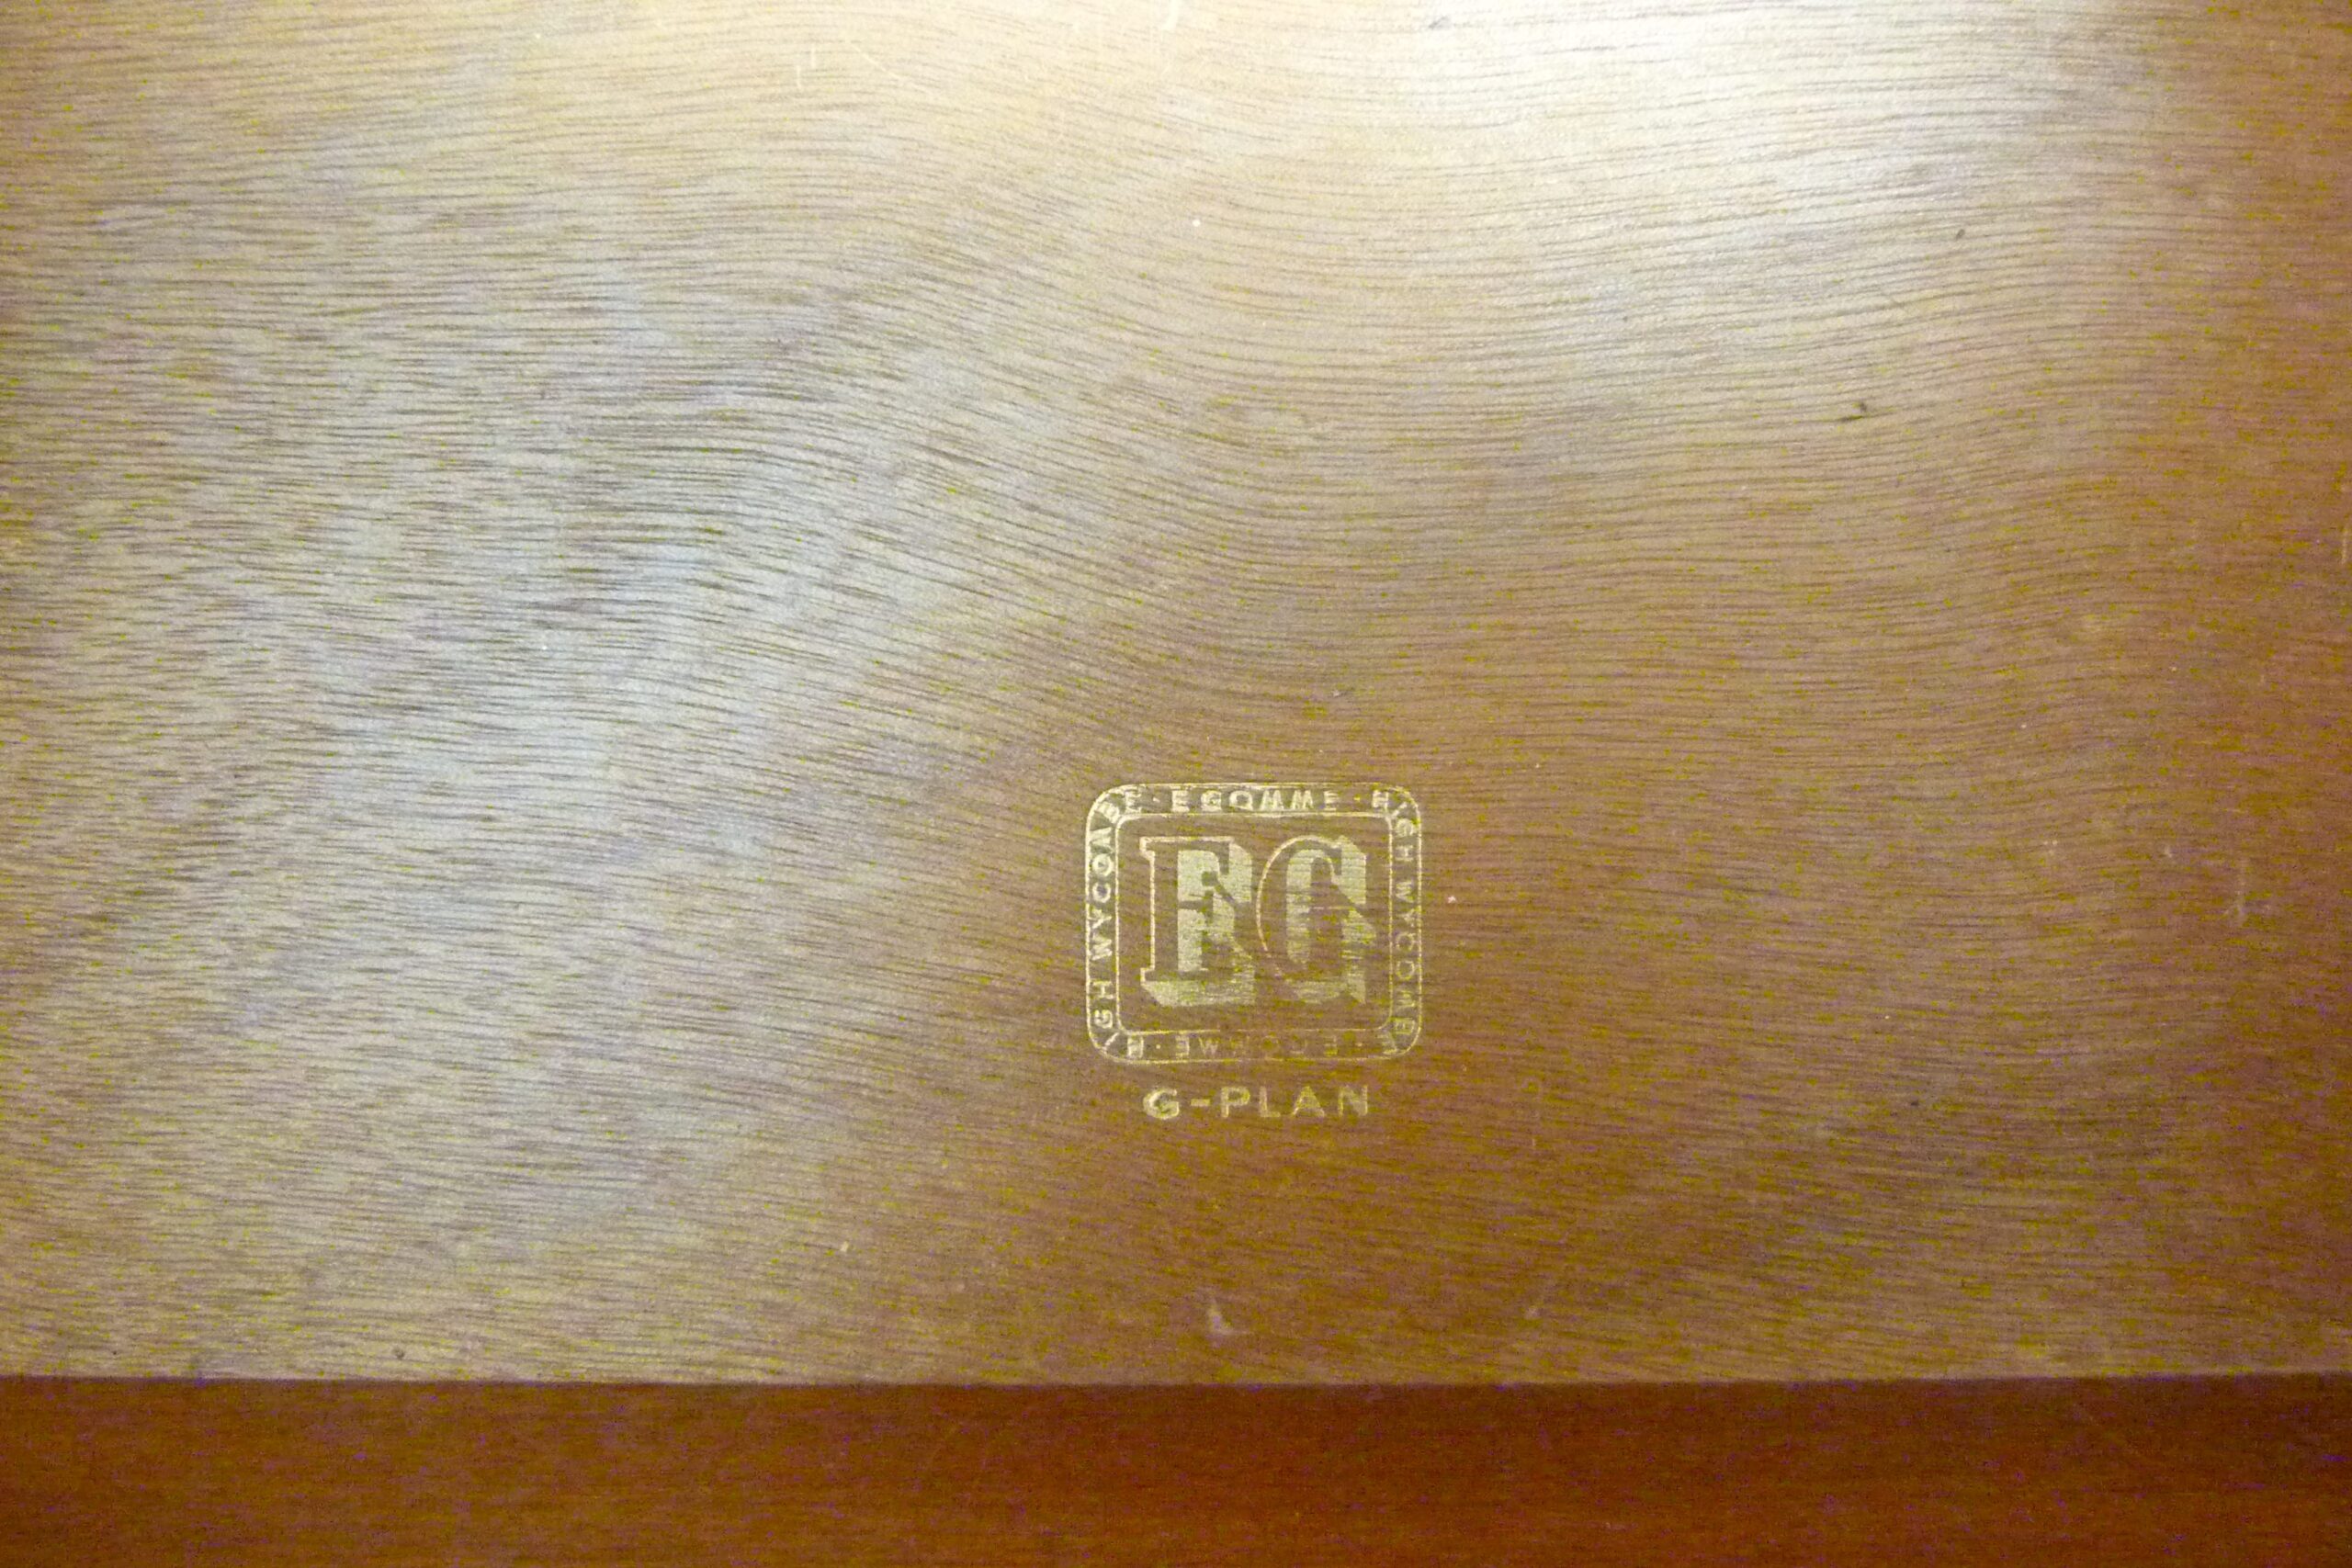 E GOMME · HIGH WYCOMBE · E GOMME · HIGH WYCOMBE ·
EG
G-PLAN